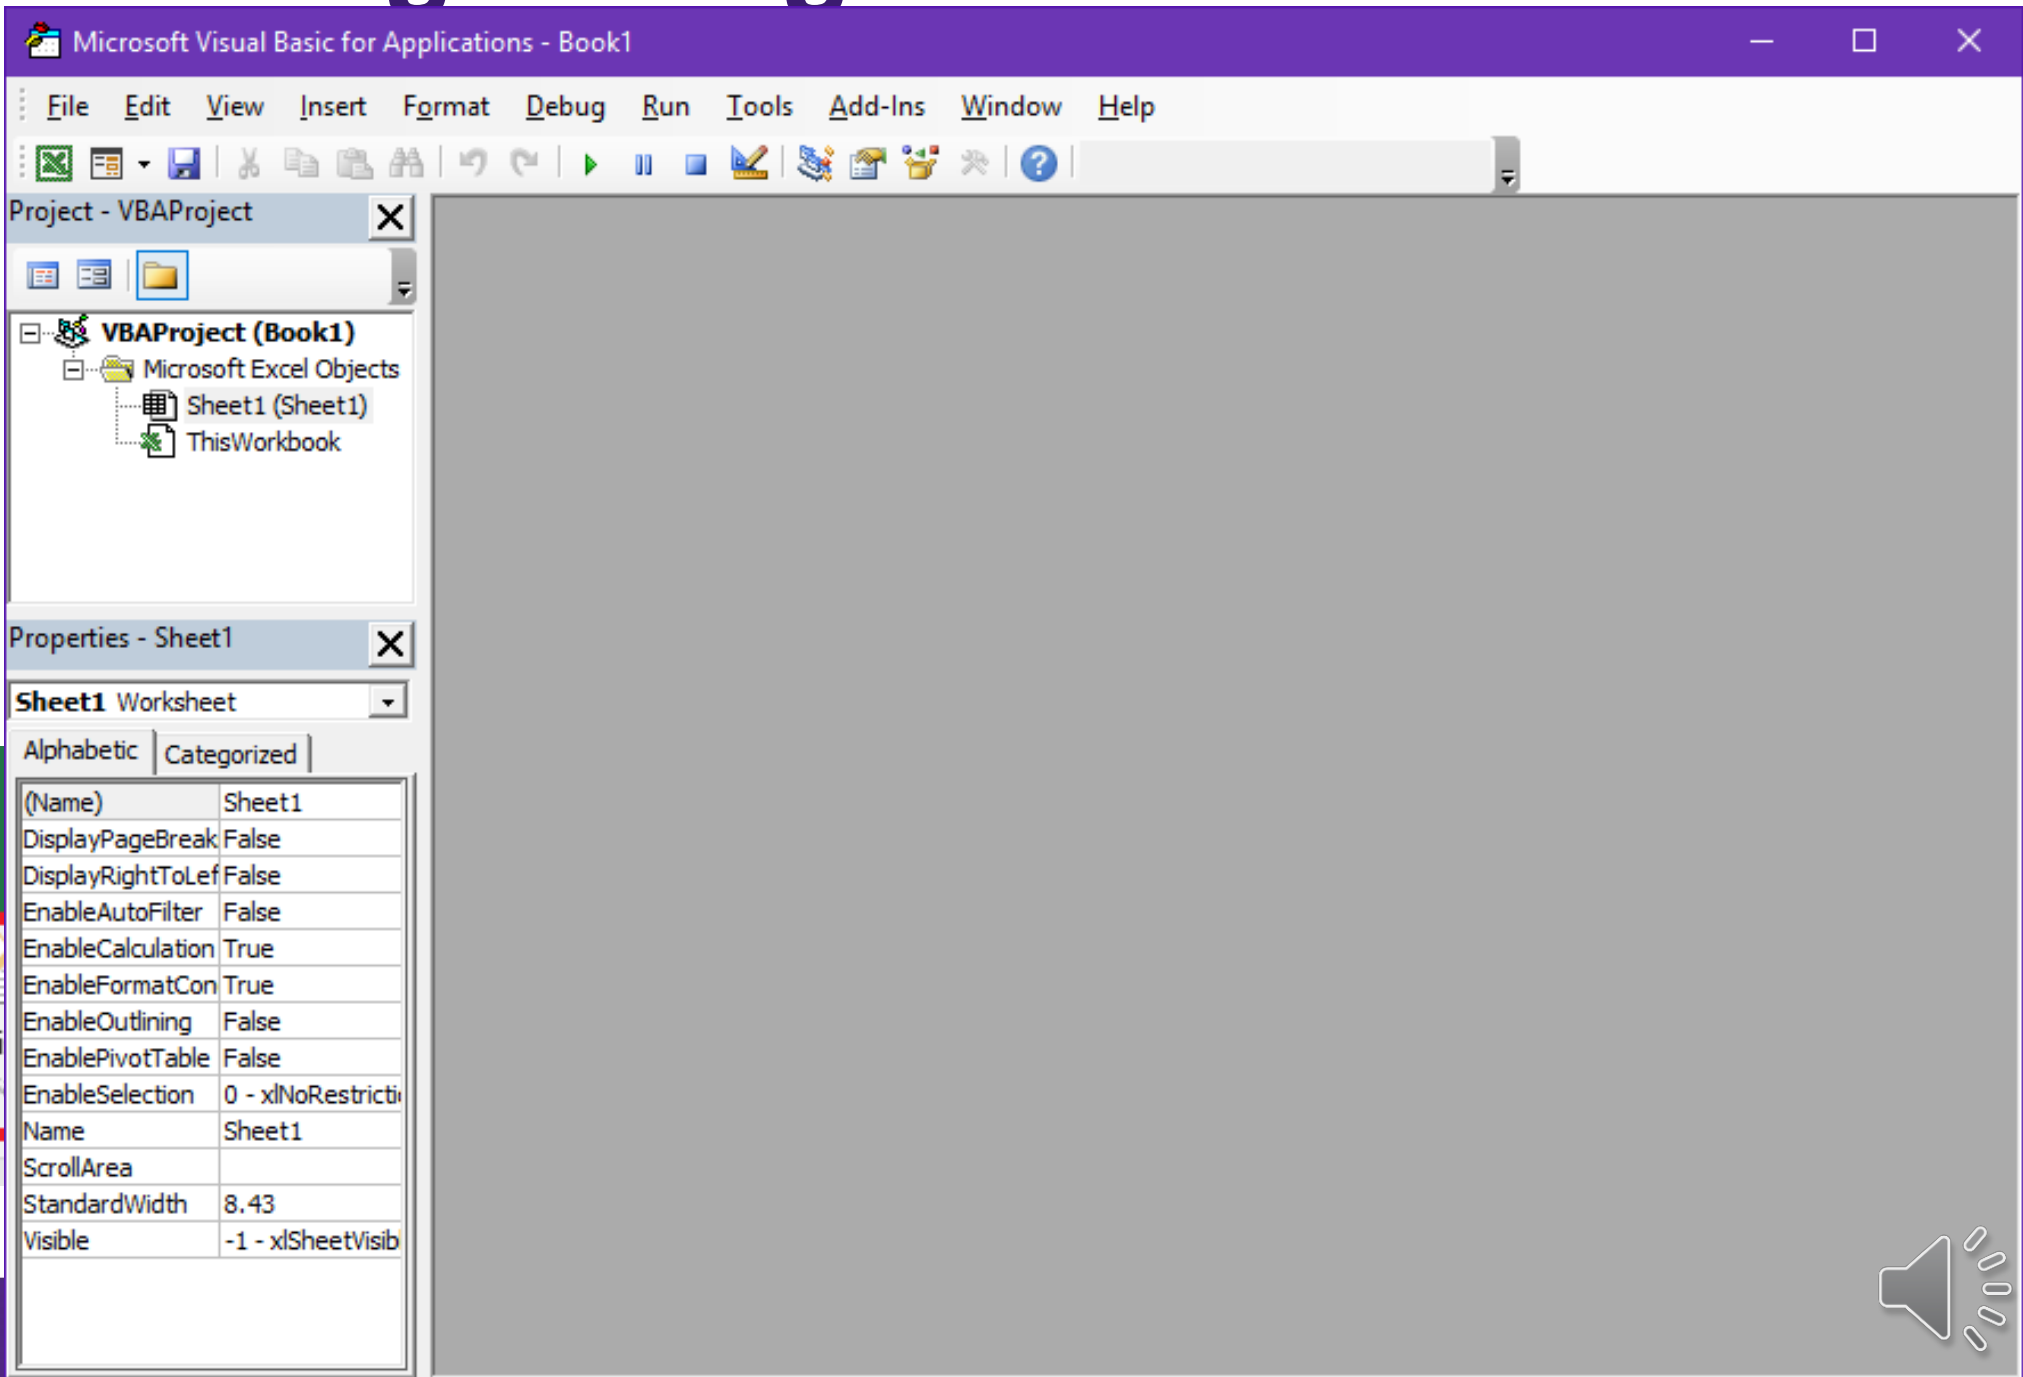 Microsoft Visual Basic for Applications - Book1
File Edit View Insert Format Debug Run Tools Add-Ins Window Help
Project - VBAProject
VBAProject (Book1)
Microsoft Excel Objects
Sheet1 (Sheet1)
ThisWorkbook
Properties - Sheet1
Sheet1 Worksheet
Alphabetic Categorized
(Name) Sheet1
DisplayPageBreak False
DisplayRightToLef False
EnableAutoFilter False
EnableCalculation True
EnableFormatCon True
EnableOutlining False
EnablePivotTable False
EnableSelection 0 - xlNoRestricti
Name Sheet1
ScrollArea
StandardWidth 8.43
Visible -1 - xlSheetVisib